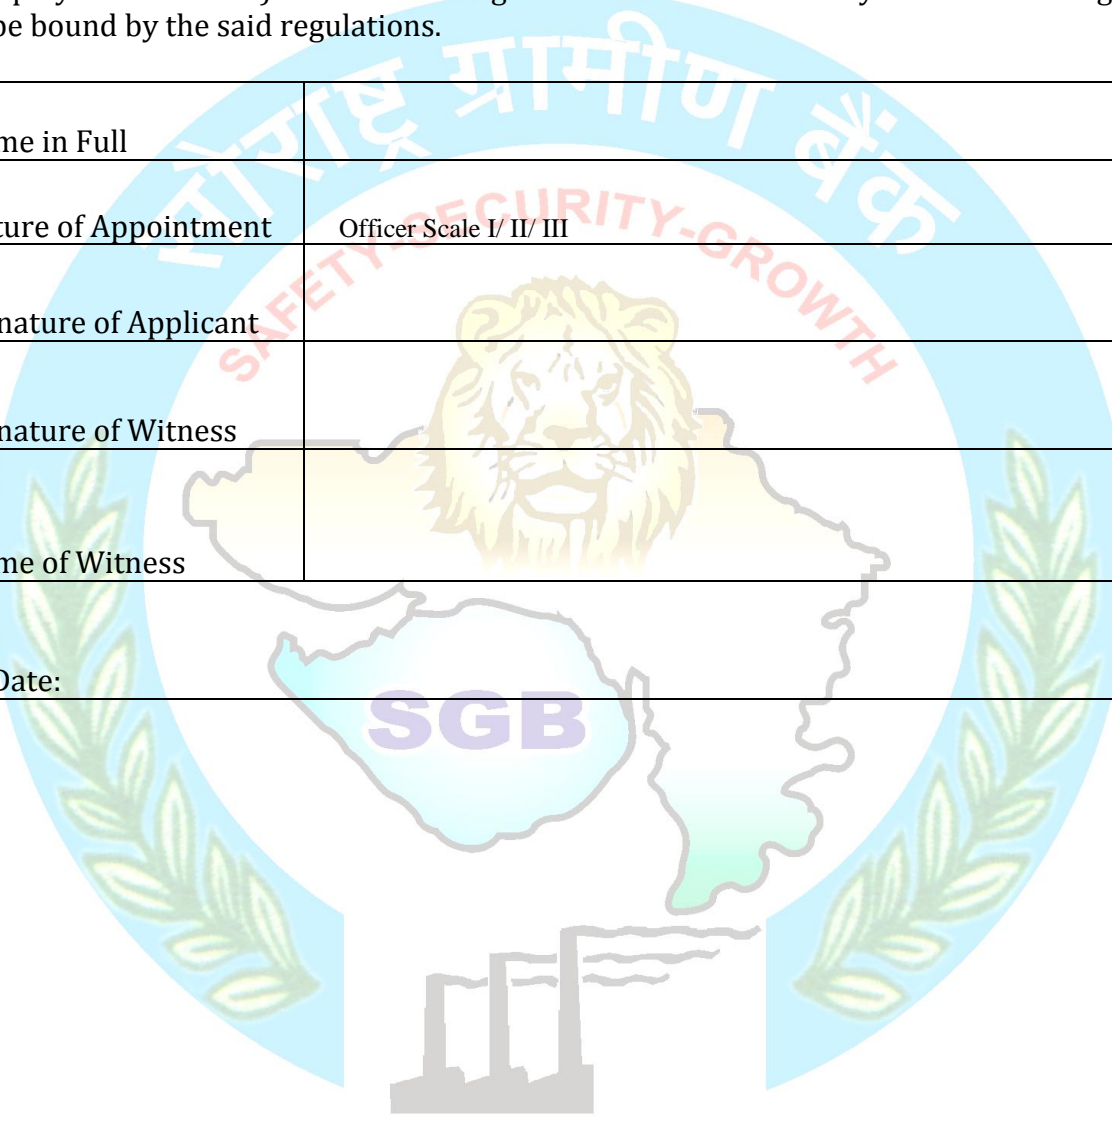 be bound by the said regulations.
सौराष्ट्र ग्रामीण बैंक
me in Full
ture of Appointment Officer Scale I/ II/ III
SAFETY-SECURITY-GROWTH
nature of Applicant
nature of Witness
me of Witness
Date:
SGB